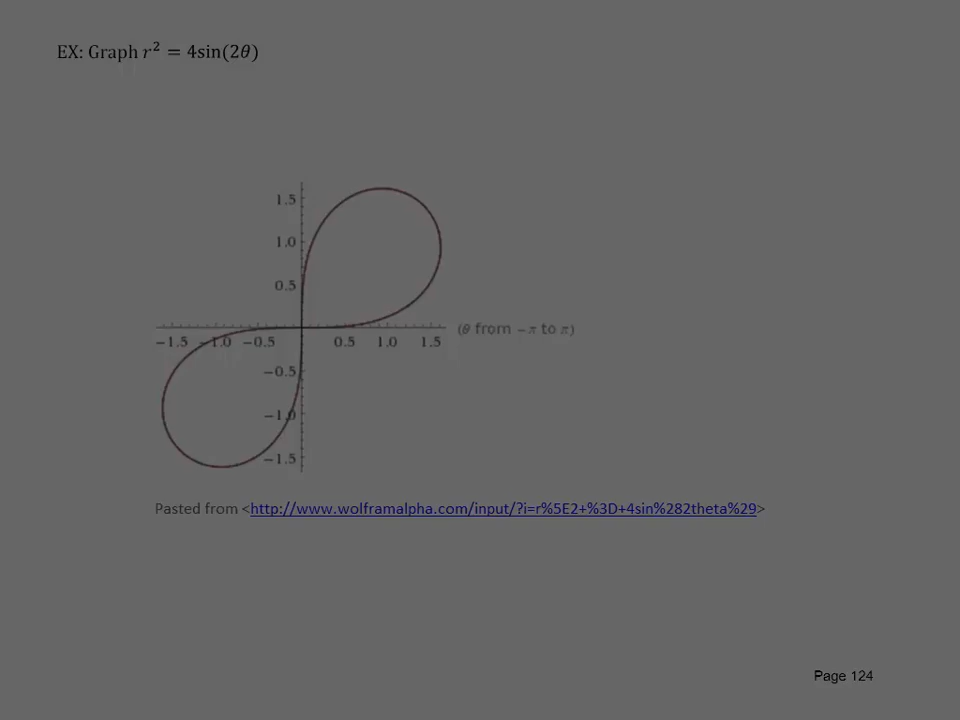 EX: Graph r² = 4sin(2θ)
1.5
1.0
0.5
(θ from −π to π)
−1.5 −1.0 −0.5 0.5 1.0 1.5
−0.5
−1.0
−1.5
Pasted from <http://www.wolframalpha.com/input/?i=r%5E2+%3D+4sin%282theta%29>
Page 124